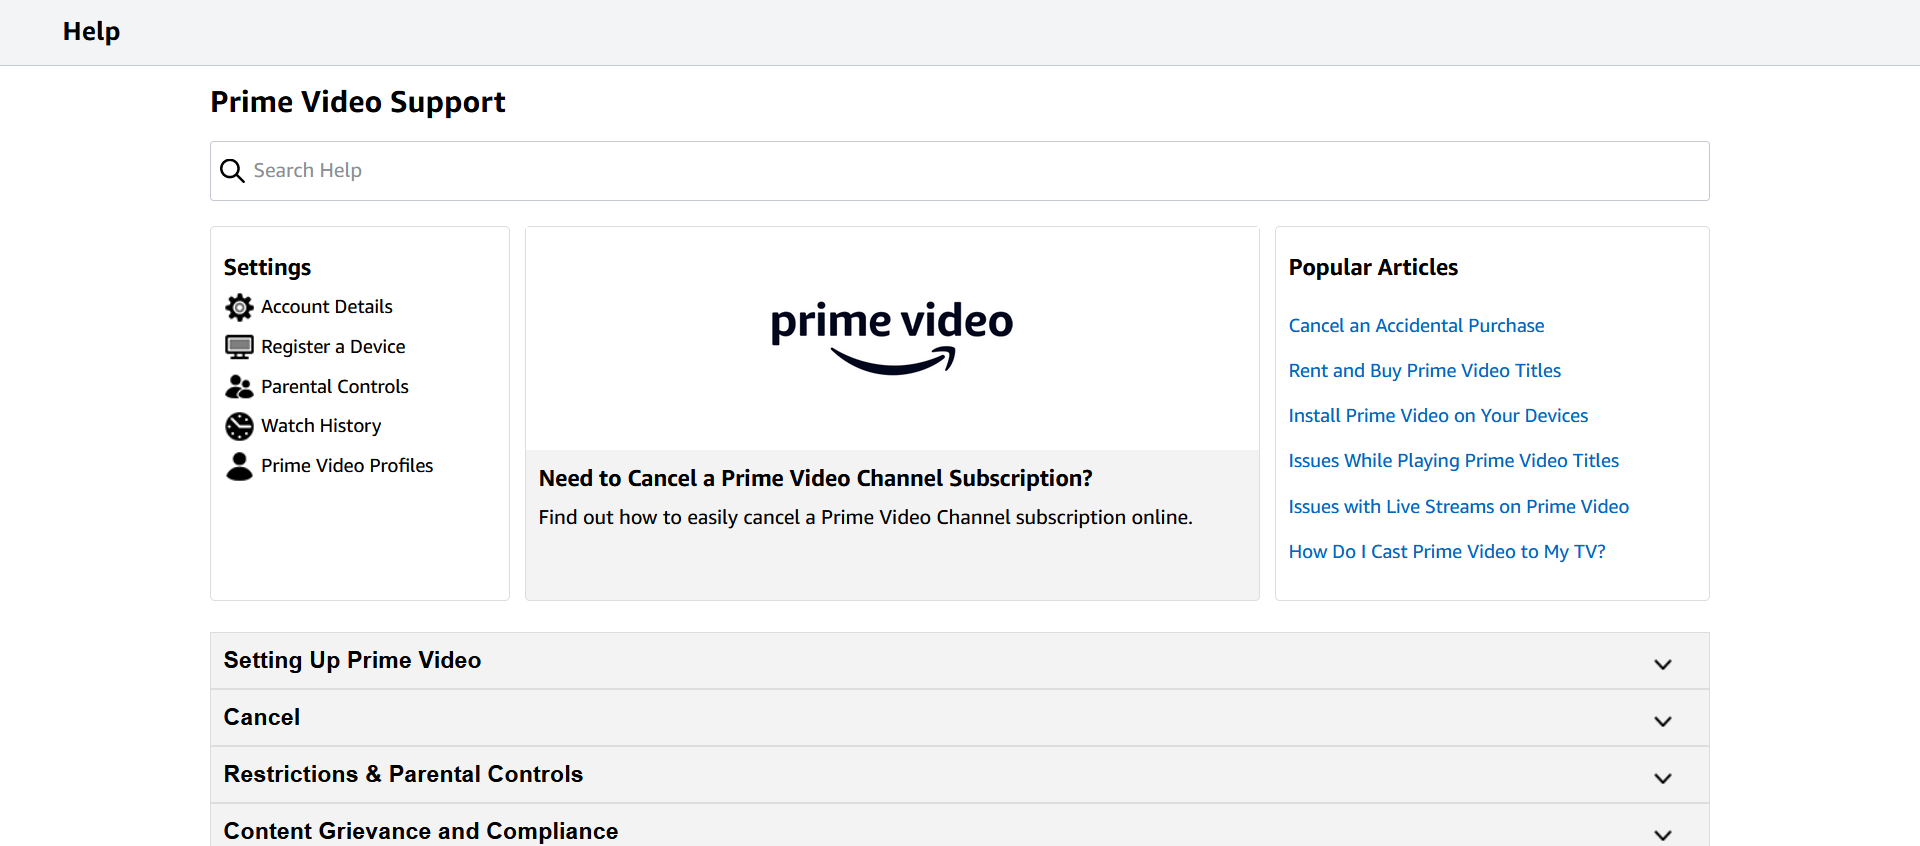 Help
Prime Video Support
Search Help
Settings
Account Details
Register a Device
Parental Controls
Watch History
Prime Video Profiles
prime video
Need to Cancel a Prime Video Channel Subscription?
Find out how to easily cancel a Prime Video Channel subscription online.
Popular Articles
Cancel an Accidental Purchase
Rent and Buy Prime Video Titles
Install Prime Video on Your Devices
Issues While Playing Prime Video Titles
Issues with Live Streams on Prime Video
How Do I Cast Prime Video to My TV?
Setting Up Prime Video
Cancel
Restrictions & Parental Controls
Content Grievance and Compliance